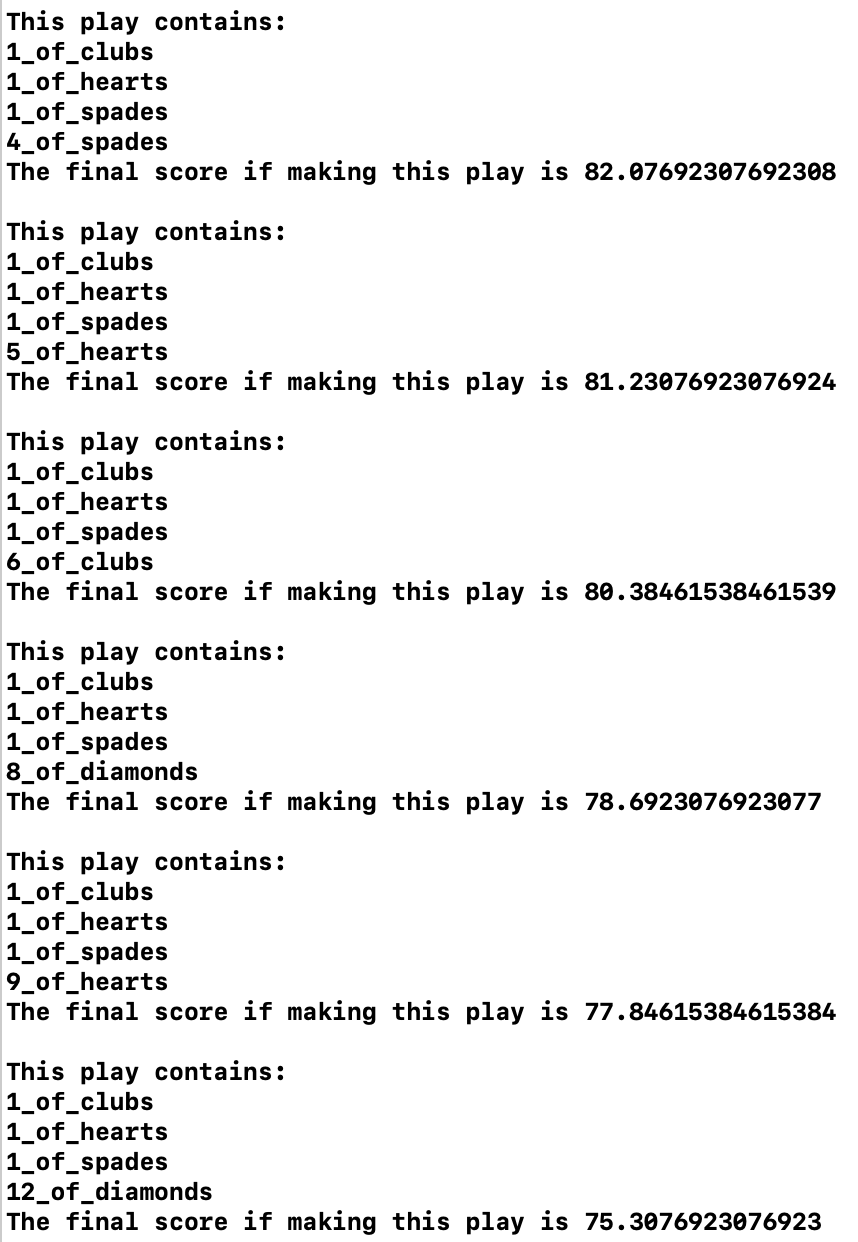 This play contains:
1_of_clubs
1_of_hearts
1_of_spades
4_of_spades
The final score if making this play is 82.07692307692308
This play contains:
1_of_clubs
1_of_hearts
1_of_spades
5_of_hearts
The final score if making this play is 81.23076923076924
This play contains:
1_of_clubs
1_of_hearts
1_of_spades
6_of_clubs
The final score if making this play is 80.38461538461539
This play contains:
1_of_clubs
1_of_hearts
1_of_spades
8_of_diamonds
The final score if making this play is 78.6923076923077
This play contains:
1_of_clubs
1_of_hearts
1_of_spades
9_of_hearts
The final score if making this play is 77.84615384615384
This play contains:
1_of_clubs
1_of_hearts
1_of_spades
12_of_diamonds
The final score if making this play is 75.3076923076923